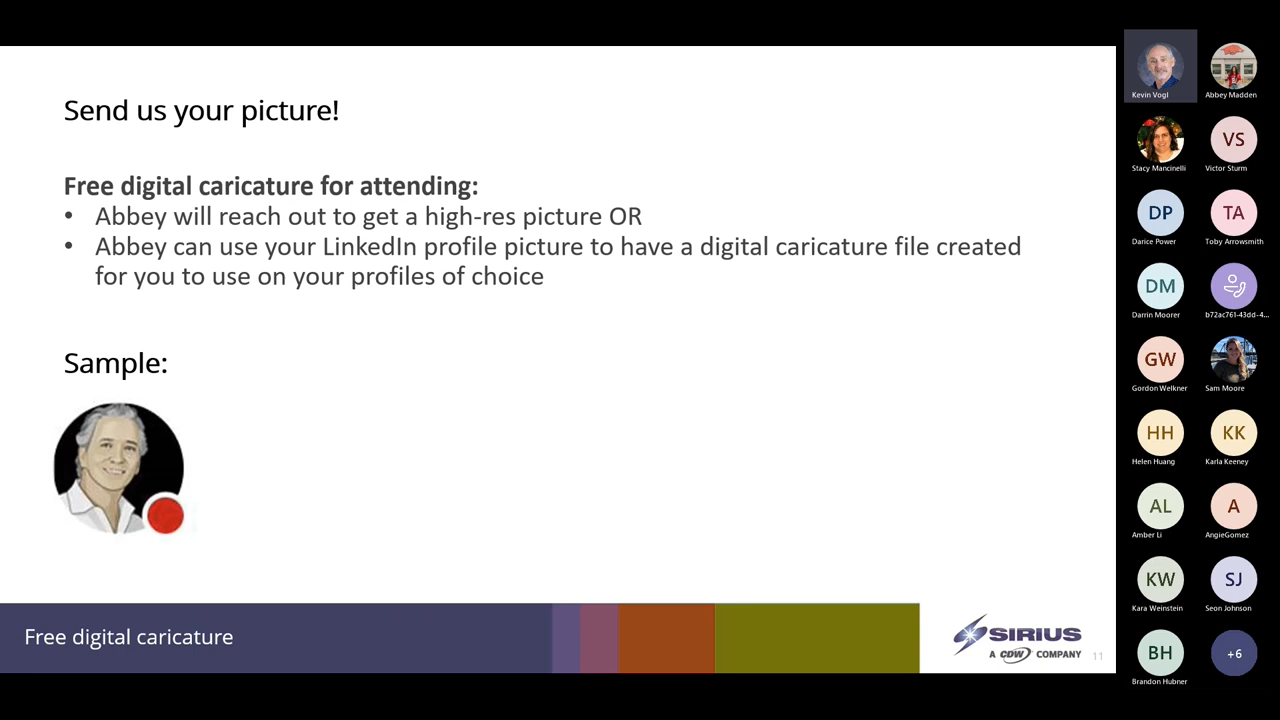 Send us your picture!
Free digital caricature for attending:
• Abbey will reach out to get a high-res picture OR
• Abbey can use your LinkedIn profile picture to have a digital caricature file created
for you to use on your profiles of choice
Sample:
Free digital caricature
SIRIUS
A CDW COMPANY
11
Kevin Vogl
Abbey Madden
Stacy Mancinelli
VS
Victor Sturm
DP
Darice Power
TA
Toby Arrowsmith
DM
Darrin Moorer
b72ac761-43dd-4...
GW
Gordon Welkner
Sam Moore
HH
Helen Huang
KK
Karla Keeney
AL
Amber Li
A
AngieGomez
KW
Kara Weinstein
SJ
Seon Johnson
BH
Brandon Hubner
+6